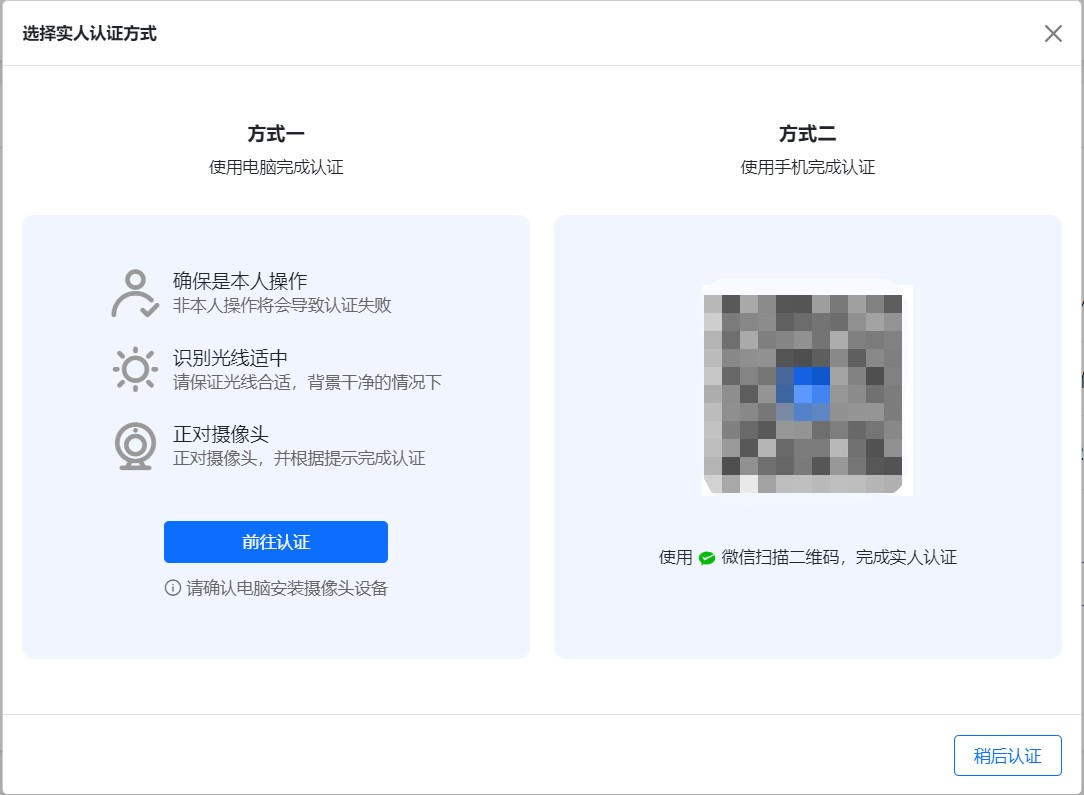 选择实人认证方式
方式一
使用电脑完成认证
确保是本人操作
非本人操作将会导致认证失败
识别光线适中
请保证光线合适，背景干净的情况下
正对摄像头
正对摄像头，并根据提示完成认证
前往认证
请确认电脑安装摄像头设备
方式二
使用手机完成认证
使用 微信扫描二维码，完成实人认证
稍后认证